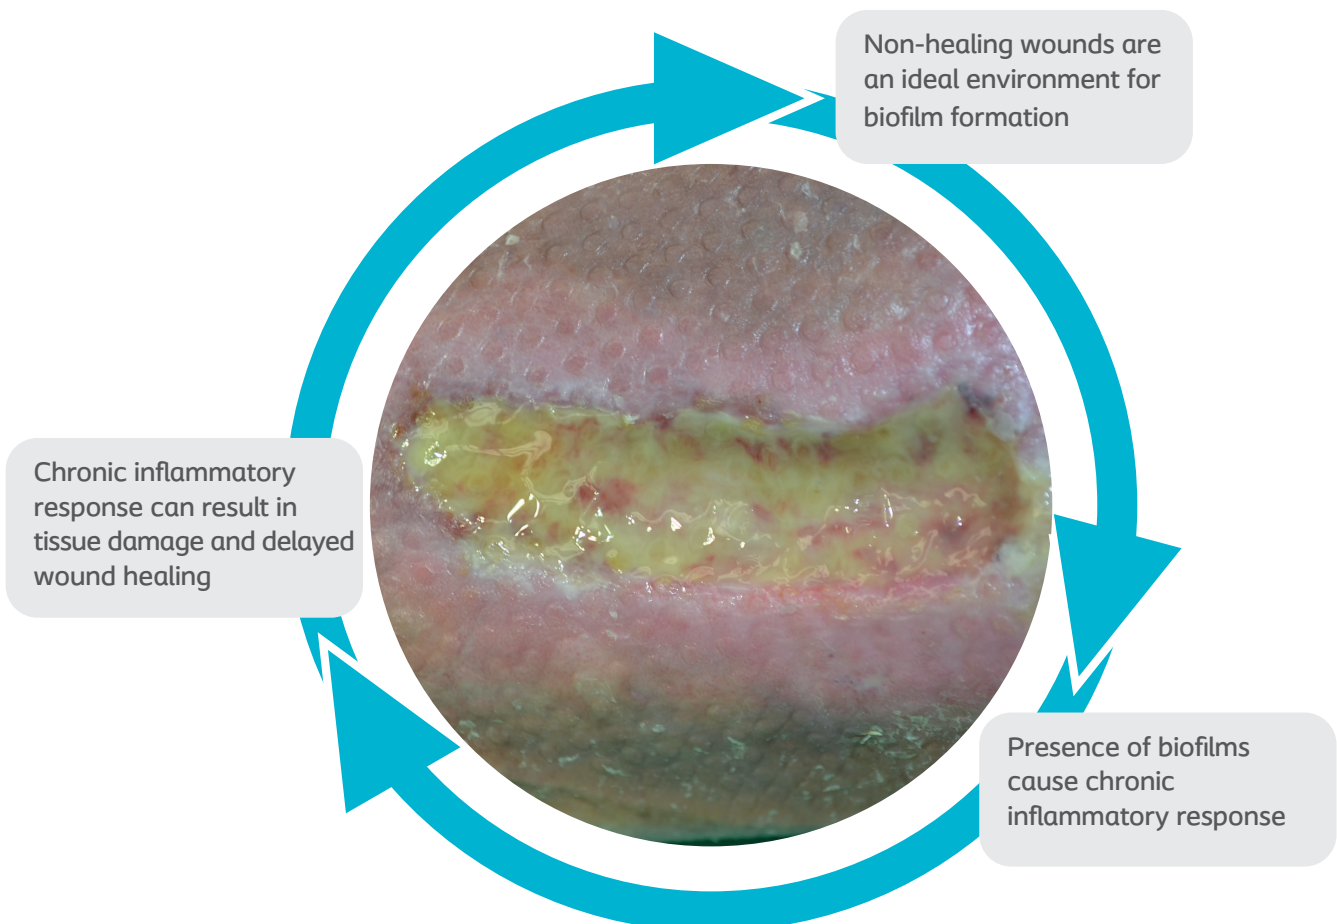 Non-healing wounds are
an ideal environment for
biofilm formation
Presence of biofilms
cause chronic
inflammatory response
Chronic inflammatory
response can result in
tissue damage and delayed
wound healing